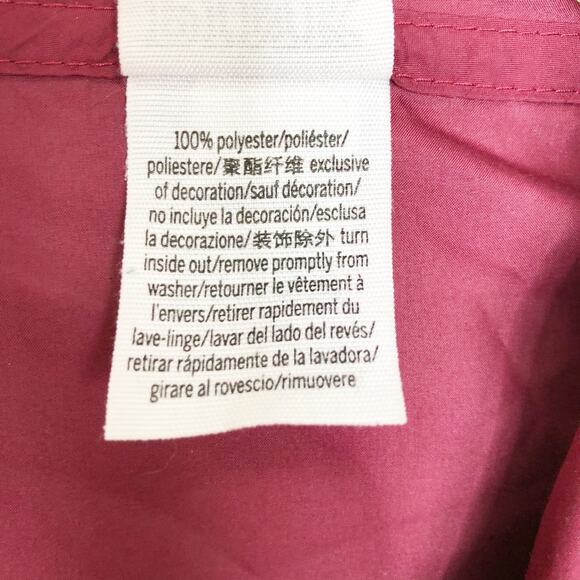 100% polyester/poliéster/
poliestere/聚酯纤维 exclusive
of decoration/sauf décoration/
no incluye la decoración/esclusa
la decorazione/装饰除外 turn
inside out/remove promptly from
washer/retourner le vêtement à
l'envers/retirer rapidement du
lave-linge/lavar del lado del revés/
retirar rápidamente de la lavadora/
girare al rovescio/rimuovere